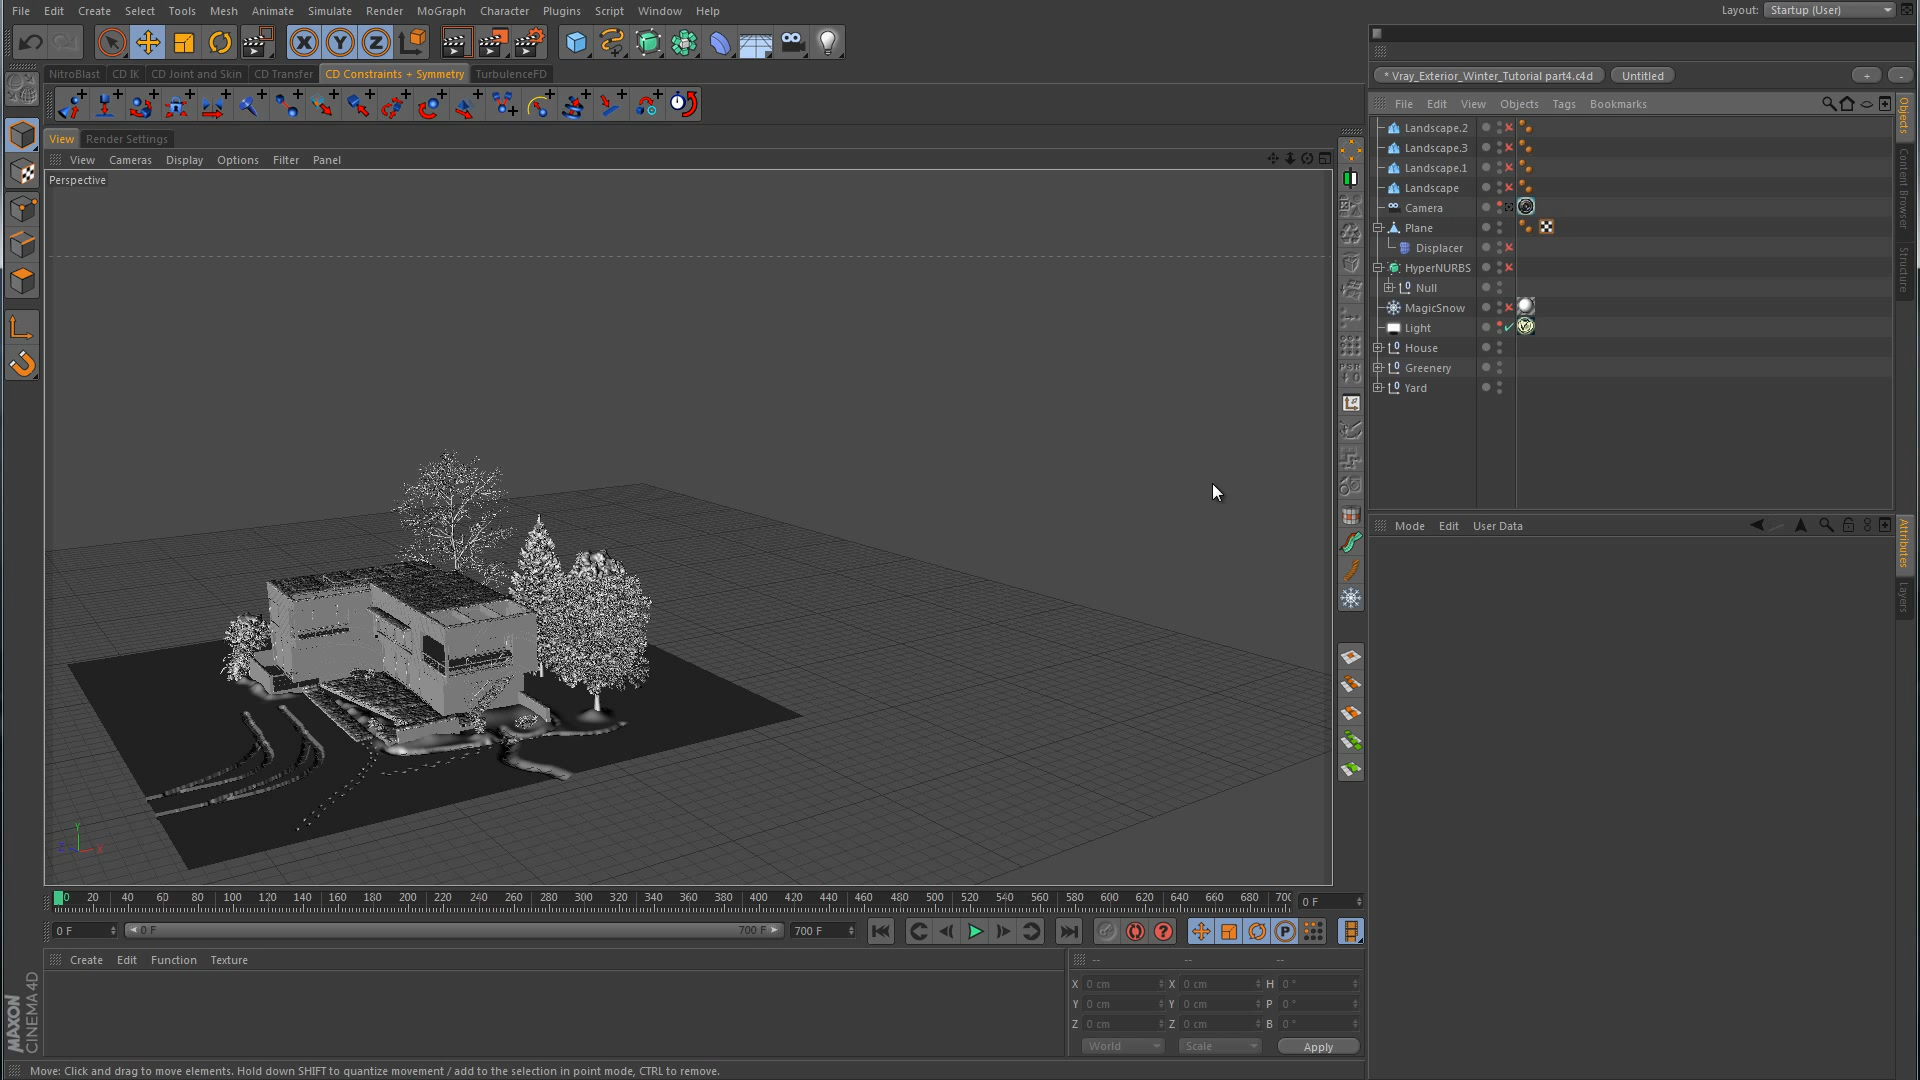 File Edit Create Select Tools Mesh Animate Simulate Render MoGraph Character Plugins Script Window Help
Layout: Startup (User)
NitroBlast CD IK CD Joint and Skin CD Transfer CD Constraints + Symmetry TurbulenceFD
* Vray_Exterior_Winter_Tutorial part4.c4d Untitled + -
File Edit View Objects Tags Bookmarks
View Render Settings
View Cameras Display Options Filter Panel
Perspective
Landscape.2
Landscape.3
Landscape.1
Landscape
Camera
Plane
Displacer
HyperNURBS
Null
MagicSnow
Light
House
Greenery
Yard
Objects
Content Browser
Structure
PSR
Mode Edit User Data
Attributes
Layers
Y
X
0 20 40 60 80 100 120 140 160 180 200 220 240 260 280 300 320 340 360 380 400 420 440 460 480 500 520 540 560 580 600 620 640 660 680 70
0 F
0 F 0 F 700 F 700 F
Create Edit Function Texture
-- -- --
X 0 cm X 0 cm H 0 °
Y 0 cm Y 0 cm P 0 °
Z 0 cm Z 0 cm B 0 °
World Scale Apply
MAXON
CINEMA 4D
Move: Click and drag to move elements. Hold down SHIFT to quantize movement / add to the selection in point mode, CTRL to remove.